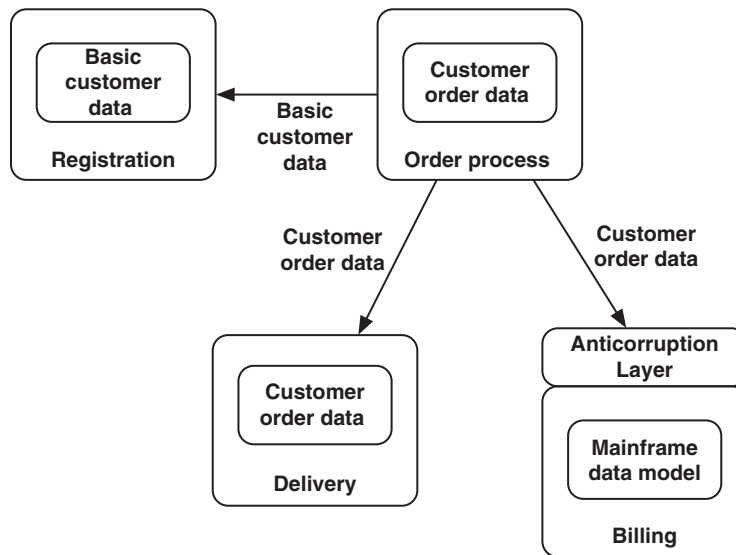 Basic
customer
data
Registration
Basic
customer
data
Customer
order data
Order process
Customer
order data
Customer
order data
Customer
order data
Delivery
Anticorruption
Layer
Mainframe
data model
Billing